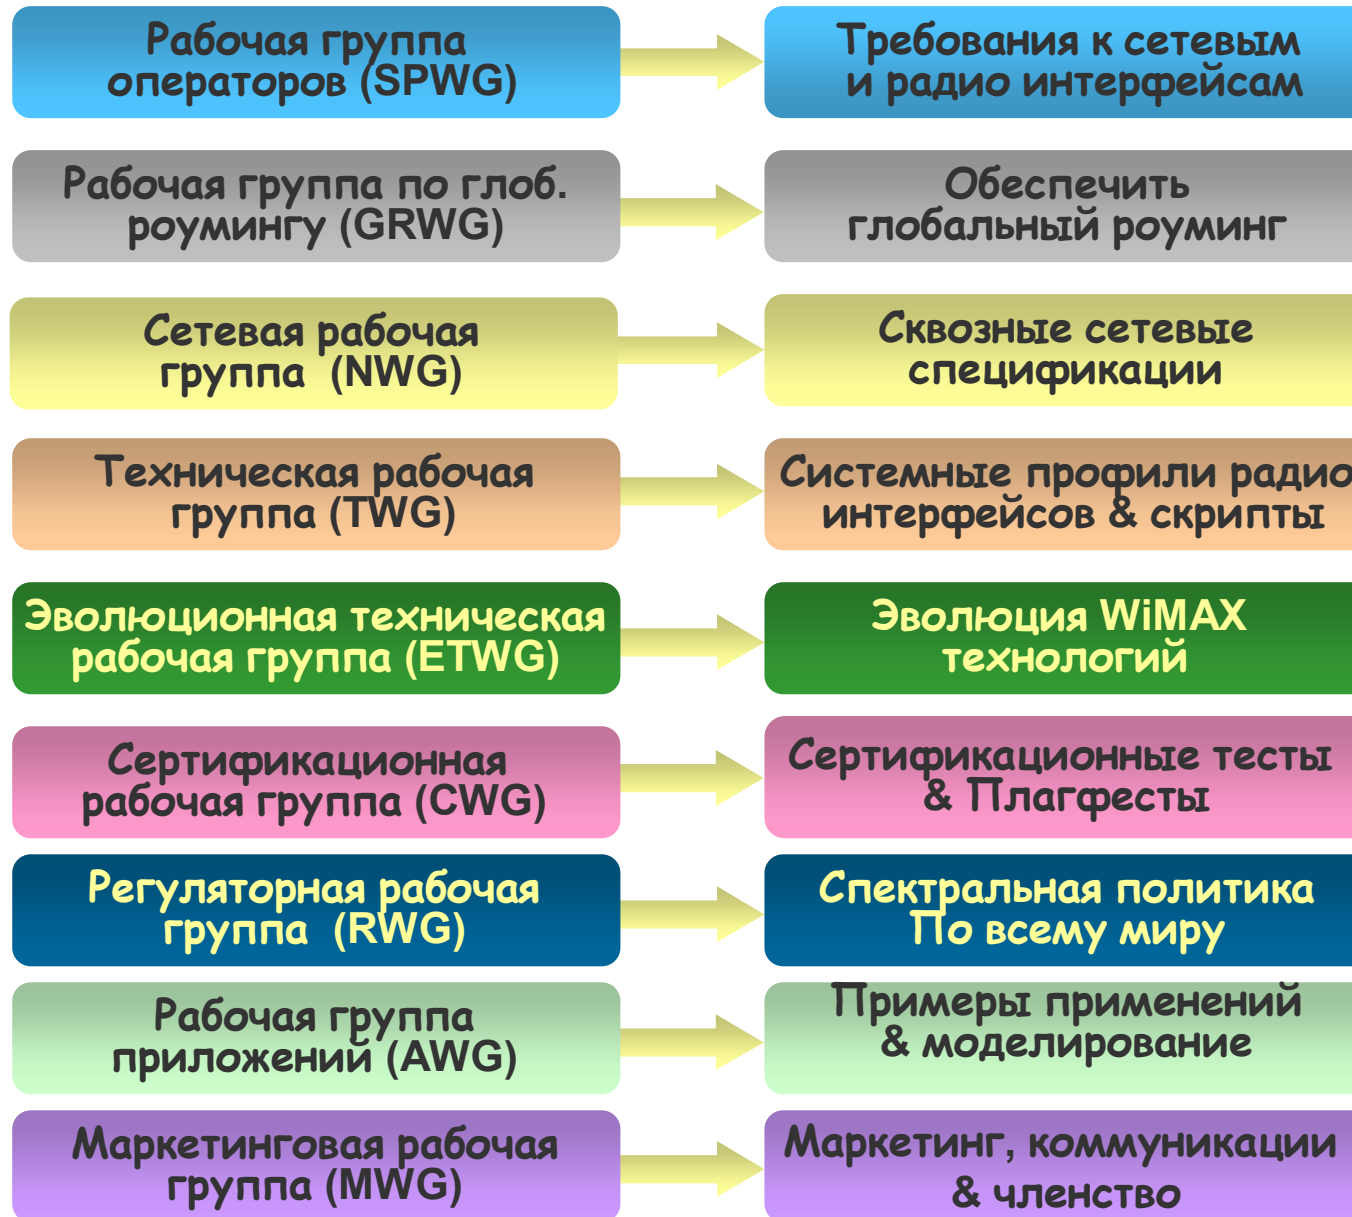 Рабочая группа
операторов (SPWG)
Требования к сетевым
и радио интерфейсам
Рабочая группа по глоб.
роумингу (GRWG)
Обеспечить
глобальный роуминг
Сетевая рабочая
группа (NWG)
Сквозные сетевые
спецификации
Техническая рабочая
группа (TWG)
Системные профили радио
интерфейсов & скрипты
Эволюционная техническая
рабочая группа (ETWG)
Эволюция WiMAX
технологий
Сертификационная
рабочая группа (CWG)
Сертификационные тесты
& Плагфесты
Регуляторная рабочая
группа (RWG)
Спектральная политика
По всему миру
Рабочая группа
приложений (AWG)
Примеры применений
& моделирование
Маркетинговая рабочая
группа (MWG)
Маркетинг, коммуникации
& членство